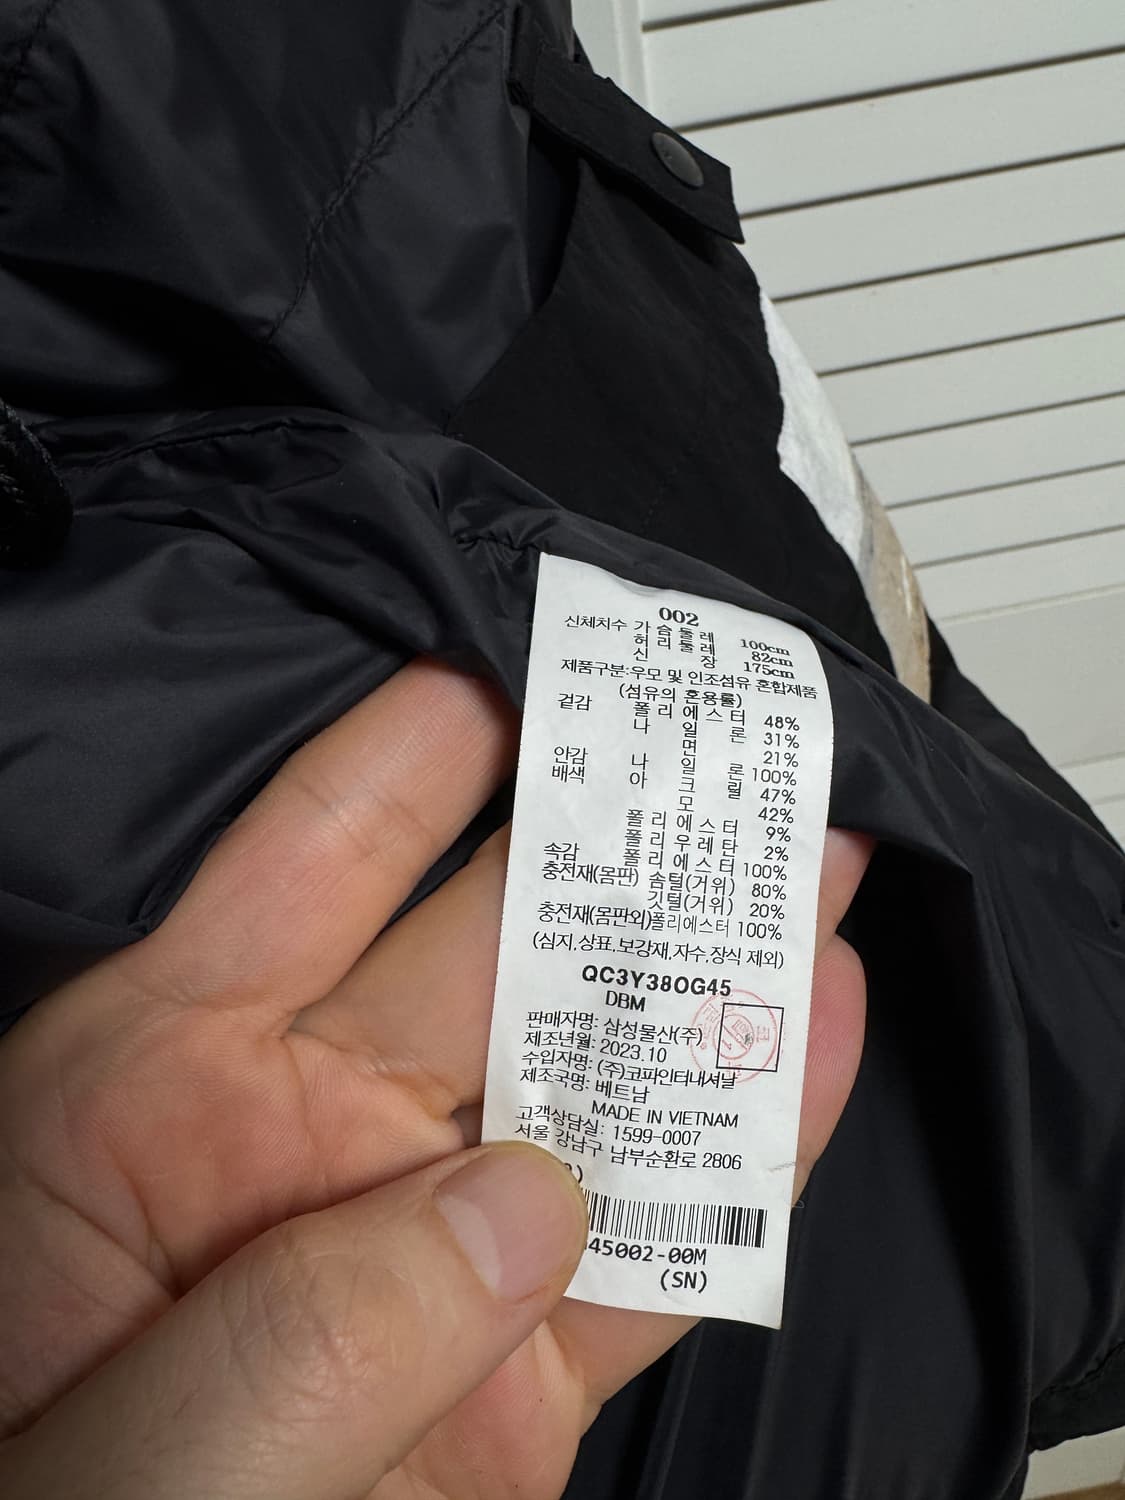 002
신체치수 가슴둘레 100cm
허리둘레 82cm
신장 175cm
제품구분:우모 및 인조섬유 혼합제품
(섬유의 혼용률)
겉감 폴리에스터 48%
나일론 31%
면 21%
안감 나일론 100%
배색 아크릴 47%
모 42%
폴리에스터 9%
폴리우레탄 2%
속감 폴리에스터 100%
충전재(몸판) 솜털(거위) 80%
깃털(거위) 20%
충전재(몸판외)폴리에스터 100%
(심지,상표,보강재,자수,장식 제외)
QC3Y38OG45
DBM
판매자명: 삼성물산(주)
제조년월: 2023.10
수입자명: (주)코파인터내셔날
제조국명: 베트남
MADE IN VIETNAM
고객상담실: 1599-0007
서울 강남구 남부순환로 2806
45002-00M
(SN)